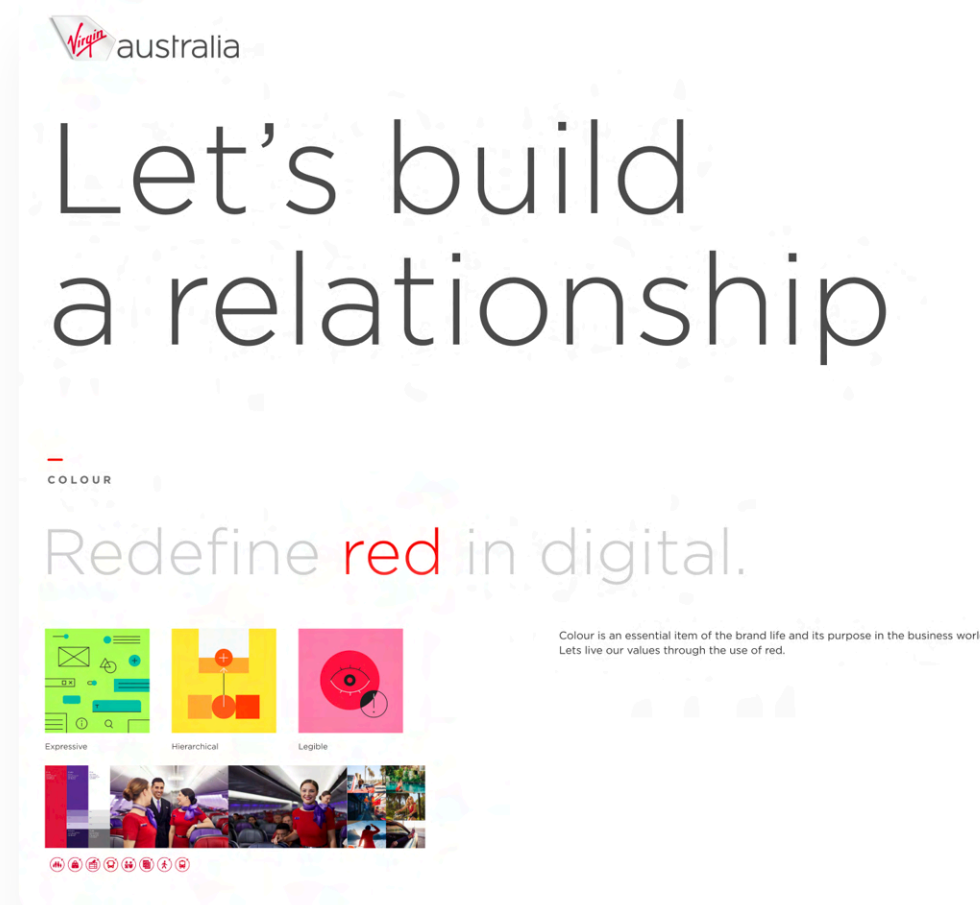 Virgin australia
Let's build
a relationship
COLOUR
Redefine red in digital.
Colour is an essential item of the brand life and its purpose in the business
Lets live our values through the use of red.
Expressive
Hierarchical
Legible